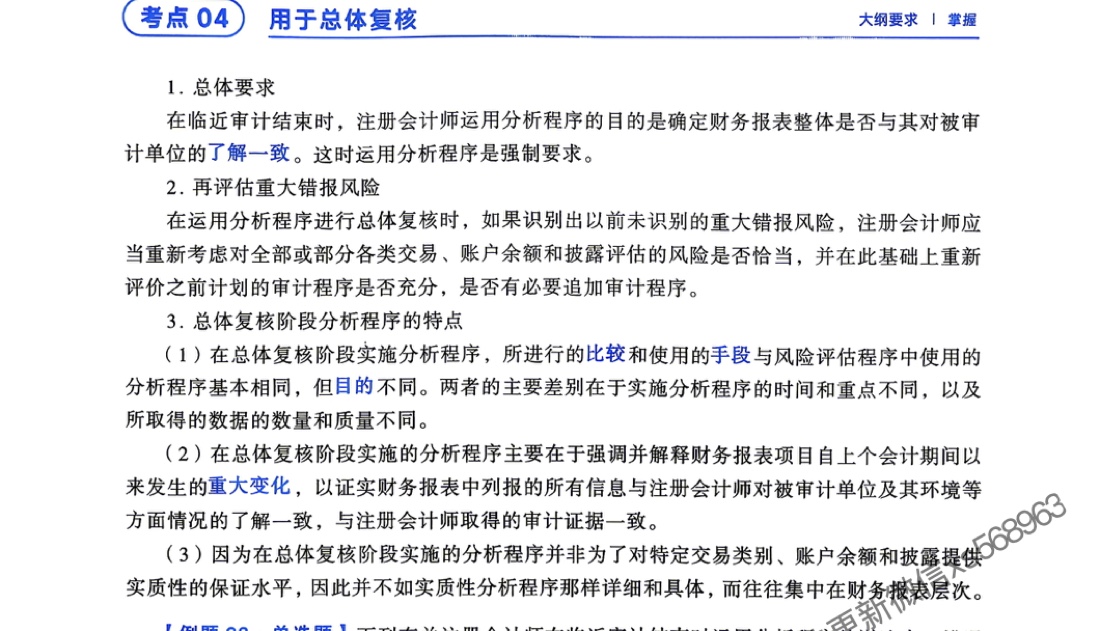 考点 04 用于总体复核 大纲要求 | 掌握
1. 总体要求
在临近审计结束时，注册会计师运用分析程序的目的是确定财务报表整体是否与其对被审
计单位的了解一致。这时运用分析程序是强制要求。
2. 再评估重大错报风险
在运用分析程序进行总体复核时，如果识别出以前未识别的重大错报风险，注册会计师应
当重新考虑对全部或部分各类交易、账户余额和披露评估的风险是否恰当，并在此基础上重新
评价之前计划的审计程序是否充分，是否有必要追加审计程序。
3. 总体复核阶段分析程序的特点
（1）在总体复核阶段实施分析程序，所进行的比较和使用的手段与风险评估程序中使用的
分析程序基本相同，但目的不同。两者的主要差别在于实施分析程序的时间和重点不同，以及
所取得的数据的数量和质量不同。
（2）在总体复核阶段实施的分析程序主要在于强调并解释财务报表项目自上个会计期间以
来发生的重大变化，以证实财务报表中列报的所有信息与注册会计师对被审计单位及其环境等
方面情况的了解一致，与注册会计师取得的审计证据一致。
（3）因为在总体复核阶段实施的分析程序并非为了对特定交易类别、账户余额和披露提供
实质性的保证水平，因此并不如实质性分析程序那样详细和具体，而往往集中在财务报表层次。
更新微信xs568963